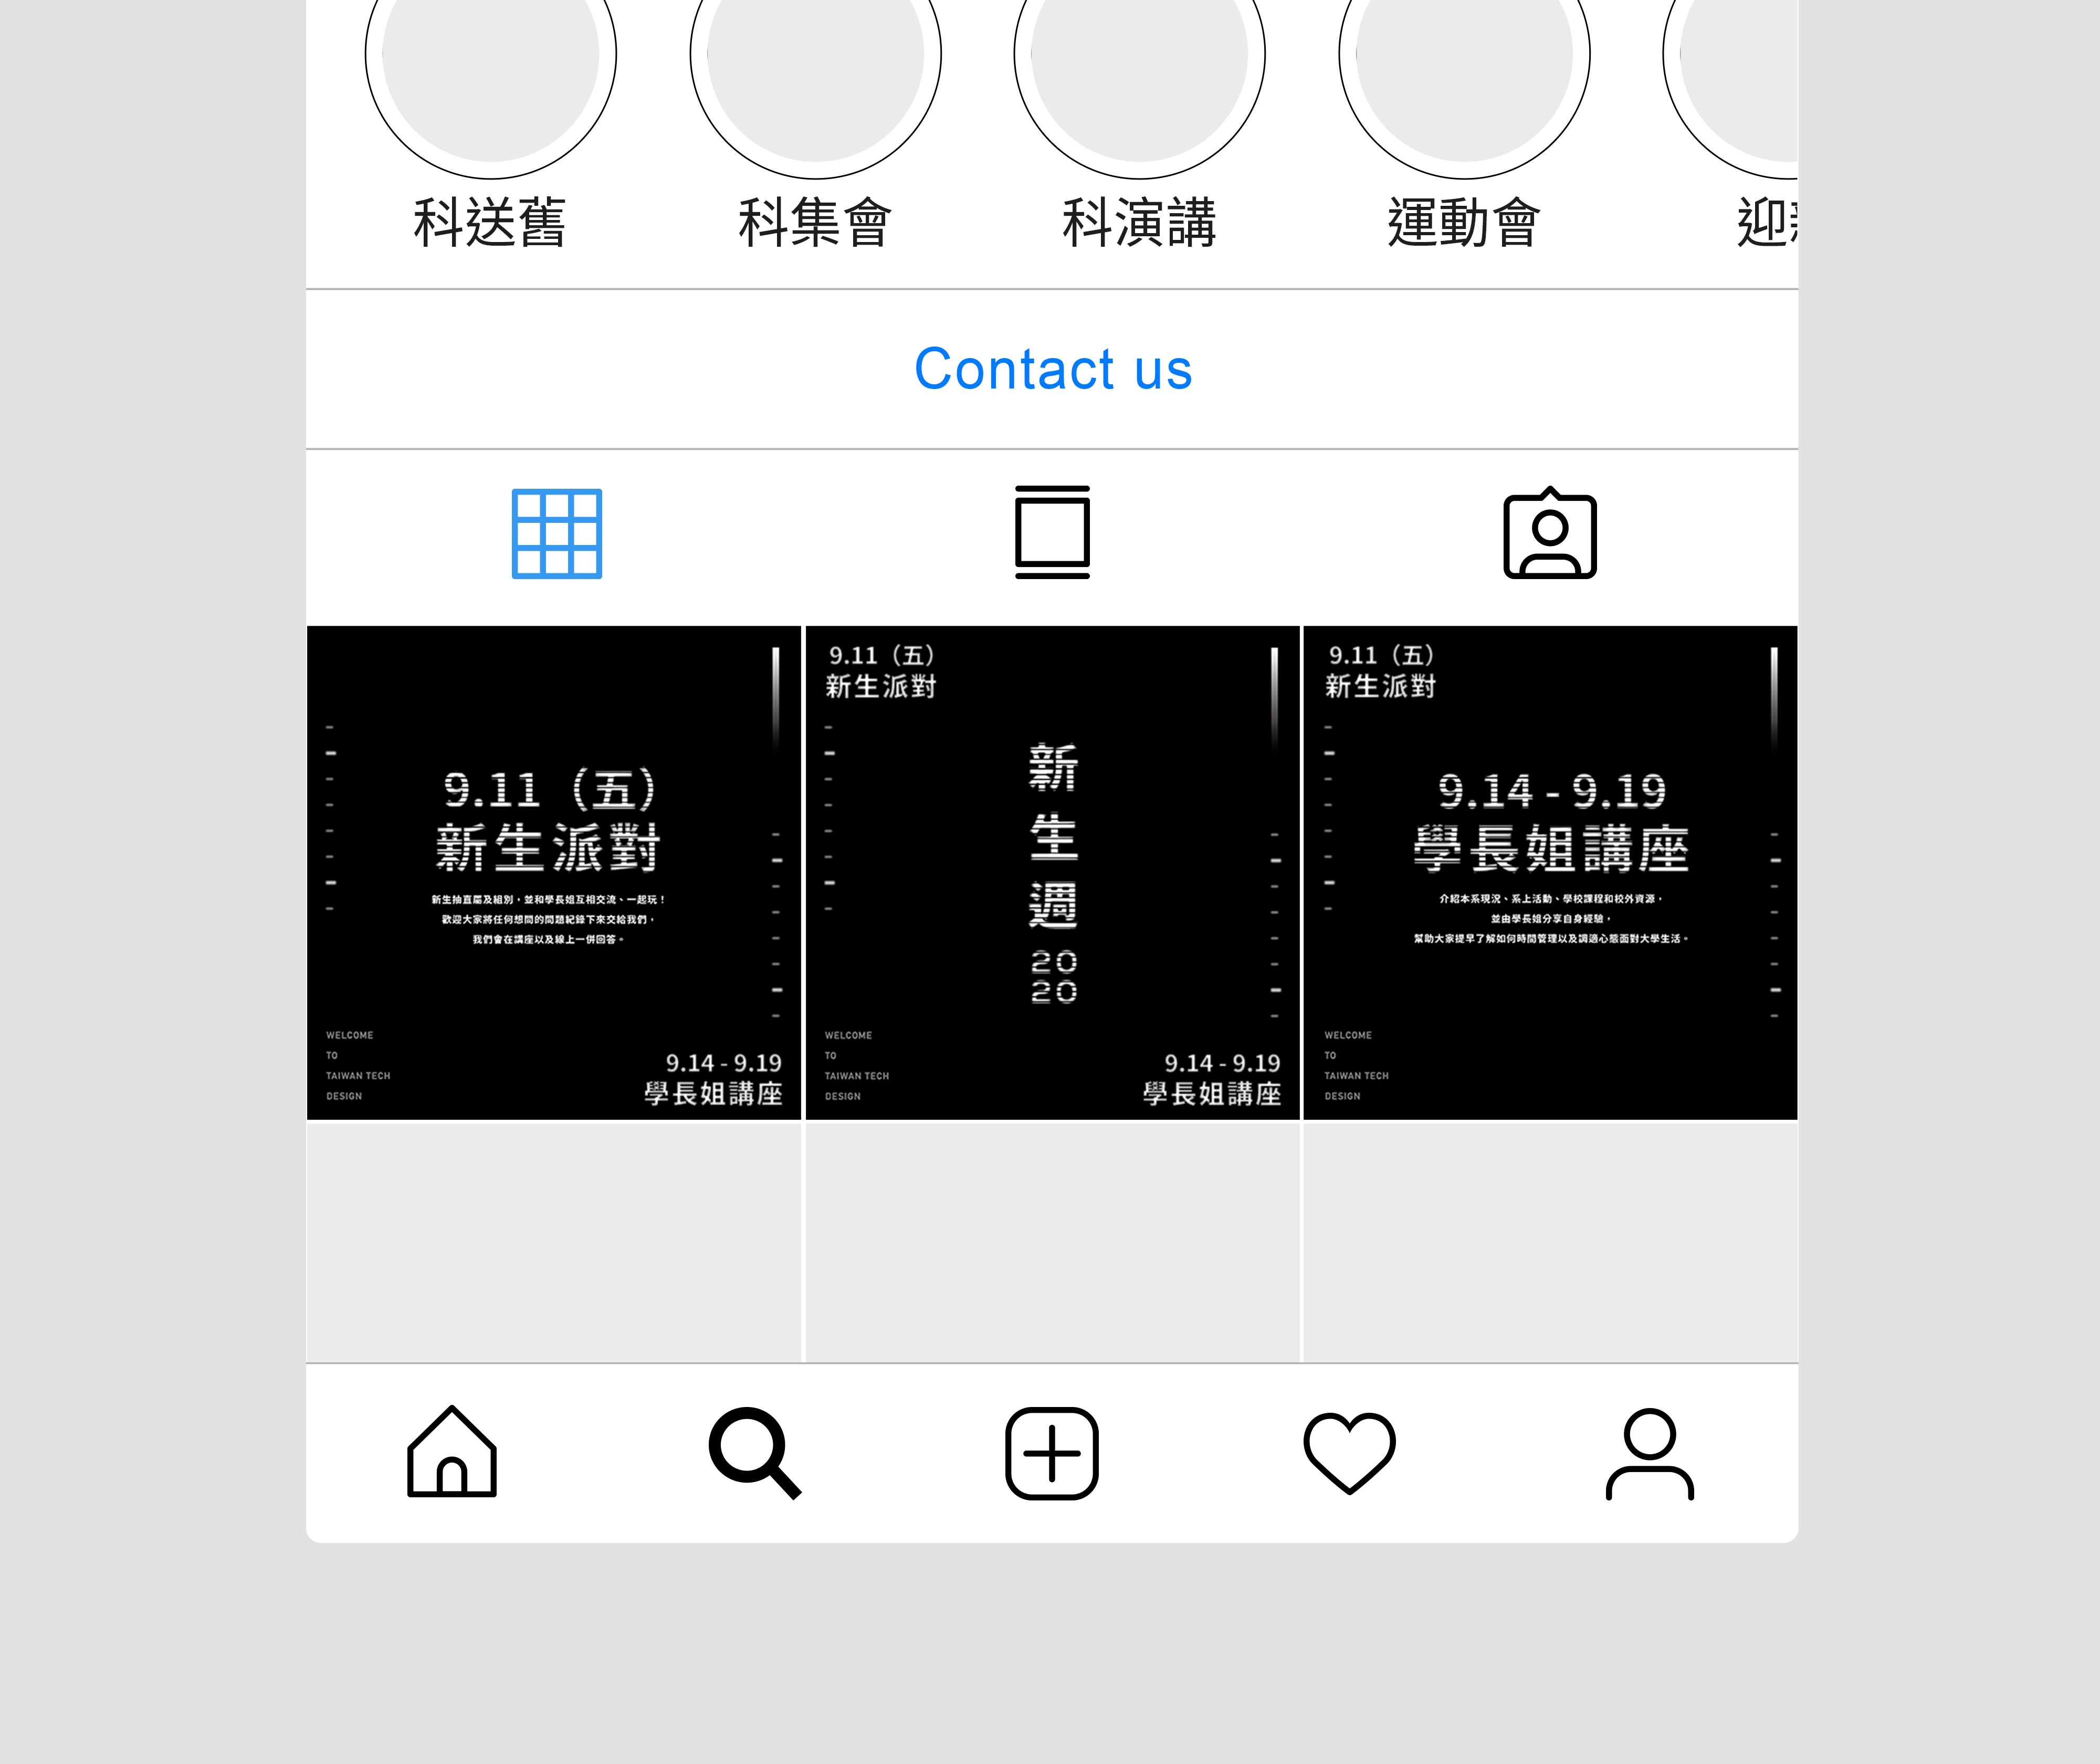 科送舊
科集會
科演講
運動會
迎
Contact us
9.11（五）
新生派對
新生抽直屬及組別，並和學長姐互相交流、一起玩！
歡迎大家將任何想問的問題紀錄下來交給我們，
我們會在講座以及線上一併回答。
WELCOME
TO
TAIWAN TECH
DESIGN
9.14 - 9.19
學長姐講座
9.11（五）
新生派對
新
生
週
20
20
WELCOME
TO
TAIWAN TECH
DESIGN
9.14 - 9.19
學長姐講座
9.11（五）
新生派對
9.14 - 9.19
學長姐講座
介紹本系現況、系上活動、學校課程和校外資源，
並由學長姐分享自身經驗，
幫助大家提早了解如何時間管理以及調適心態面對大學生活。
WELCOME
TO
TAIWAN TECH
DESIGN